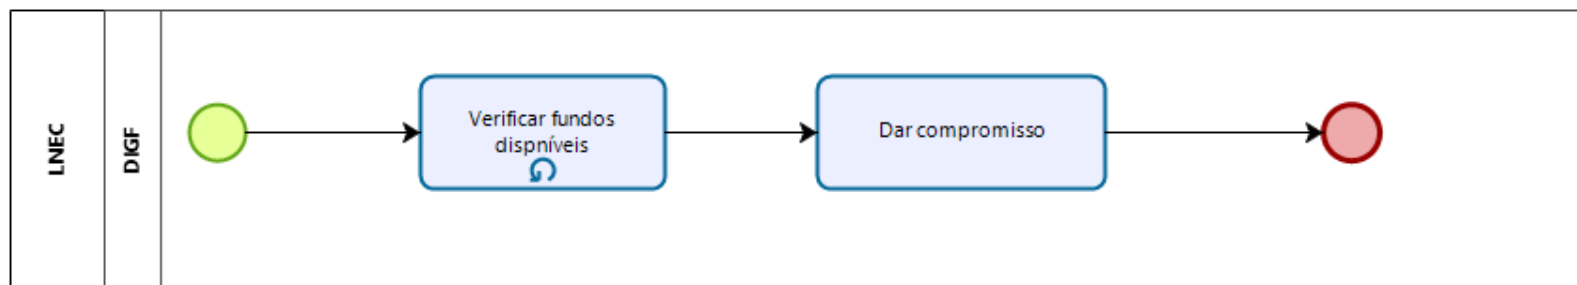 LNEC
DIGF
Verificar fundos
dispníveis
Dar compromisso